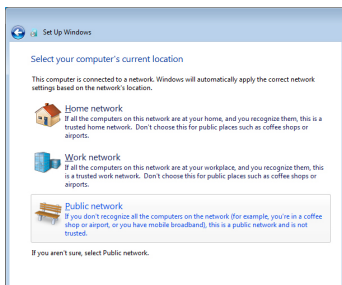 Set Up Windows
Select your computer's current location
This computer is connected to a network. Windows will automatically apply the correct network
settings based on the network's location.
Home network
If all the computers on this network are at your home, and you recognize them, this is a
trusted home network.  Don't choose this for public places such as coffee shops or
airports.
Work network
If all the computers on this network are at your workplace, and you recognize them, this
is a trusted work network.  Don't choose this for public places such as coffee shops or
airports.
Public network
If you don't recognize all the computers on the network (for example, you're in a coffee
shop or airport, or you have mobile broadband), this is a public network and is not
trusted.
If you aren't sure, select Public network.